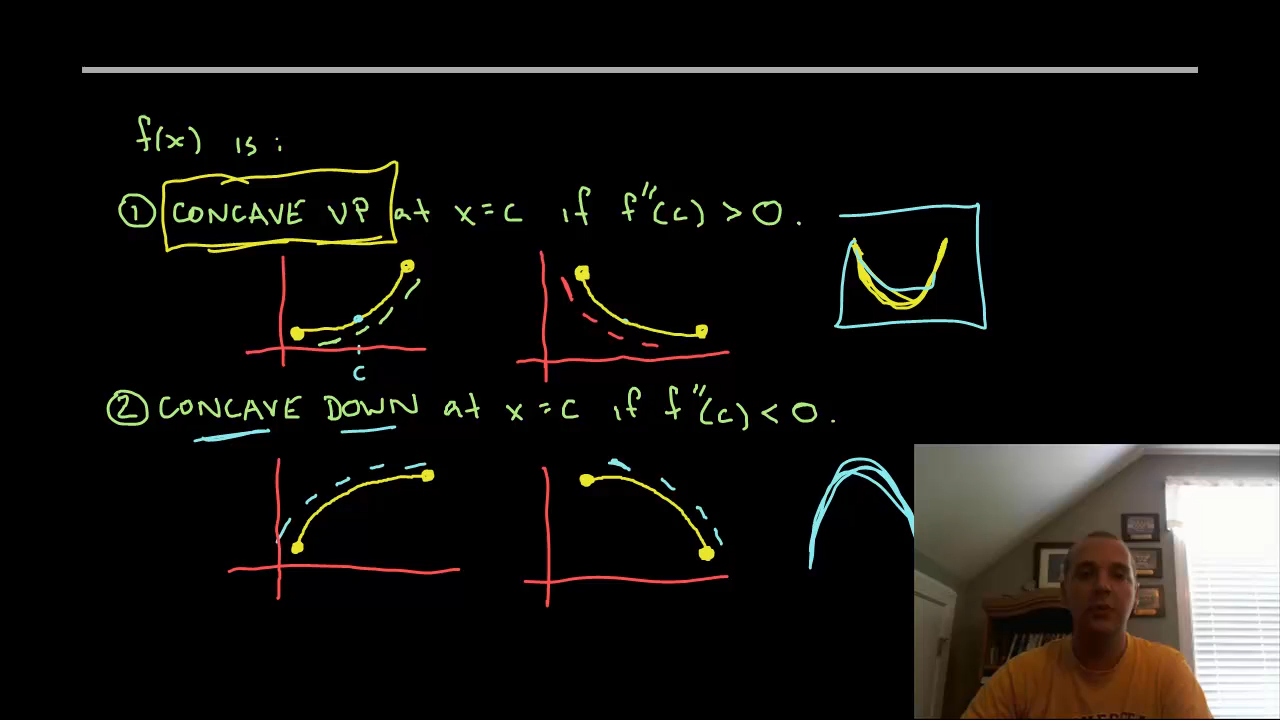 f(x) is:
① CONCAVE UP at x=c if f"(c) > 0.
c
② CONCAVE DOWN at x=c if f"(c) < 0.